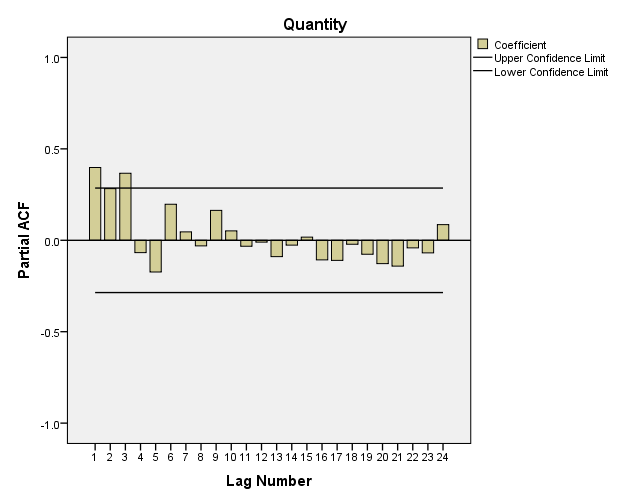 Quantity
Coefficient
Upper Confidence Limit
Lower Confidence Limit
Partial ACF
1.0
0.5
0.0
-0.5
-1.0
1 2 3 4 5 6 7 8 9 10 11 12 13 14 15 16 17 18 19 20 21 22 23 24
Lag Number